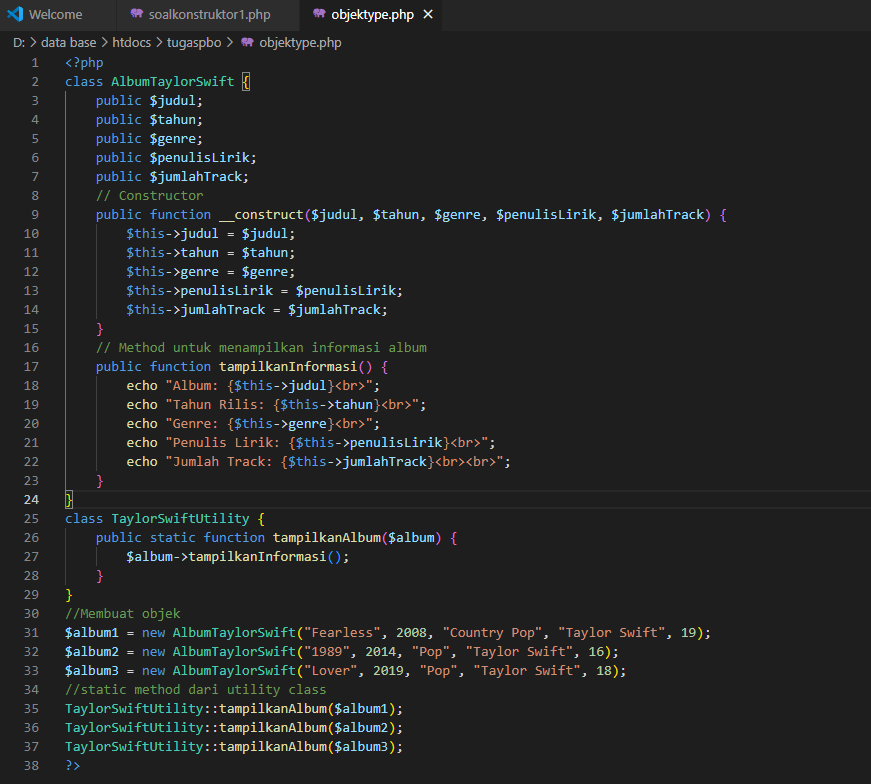 Welcome soalkonstruktor1.php objektype.php ×
D: > data base > htdocs > tugaspbo > objektype.php
1 <?php
2 class AlbumTaylorSwift {
3     public $judul;
4     public $tahun;
5     public $genre;
6     public $penulisLirik;
7     public $jumlahTrack;
8     // Constructor
9     public function __construct($judul, $tahun, $genre, $penulisLirik, $jumlahTrack) {
10         $this->judul = $judul;
11         $this->tahun = $tahun;
12         $this->genre = $genre;
13         $this->penulisLirik = $penulisLirik;
14         $this->jumlahTrack = $jumlahTrack;
15     }
16     // Method untuk menampilkan informasi album
17     public function tampilkanInformasi() {
18         echo "Album: {$this->judul}<br>";
19         echo "Tahun Rilis: {$this->tahun}<br>";
20         echo "Genre: {$this->genre}<br>";
21         echo "Penulis Lirik: {$this->penulisLirik}<br>";
22         echo "Jumlah Track: {$this->jumlahTrack}<br><br>";
23     }
24 }
25 class TaylorSwiftUtility {
26     public static function tampilkanAlbum($album) {
27         $album->tampilkanInformasi();
28     }
29 }
30 //Membuat objek
31 $album1 = new AlbumTaylorSwift("Fearless", 2008, "Country Pop", "Taylor Swift", 19);
32 $album2 = new AlbumTaylorSwift("1989", 2014, "Pop", "Taylor Swift", 16);
33 $album3 = new AlbumTaylorSwift("Lover", 2019, "Pop", "Taylor Swift", 18);
34 //static method dari utility class
35 TaylorSwiftUtility::tampilkanAlbum($album1);
36 TaylorSwiftUtility::tampilkanAlbum($album2);
37 TaylorSwiftUtility::tampilkanAlbum($album3);
38 ?>